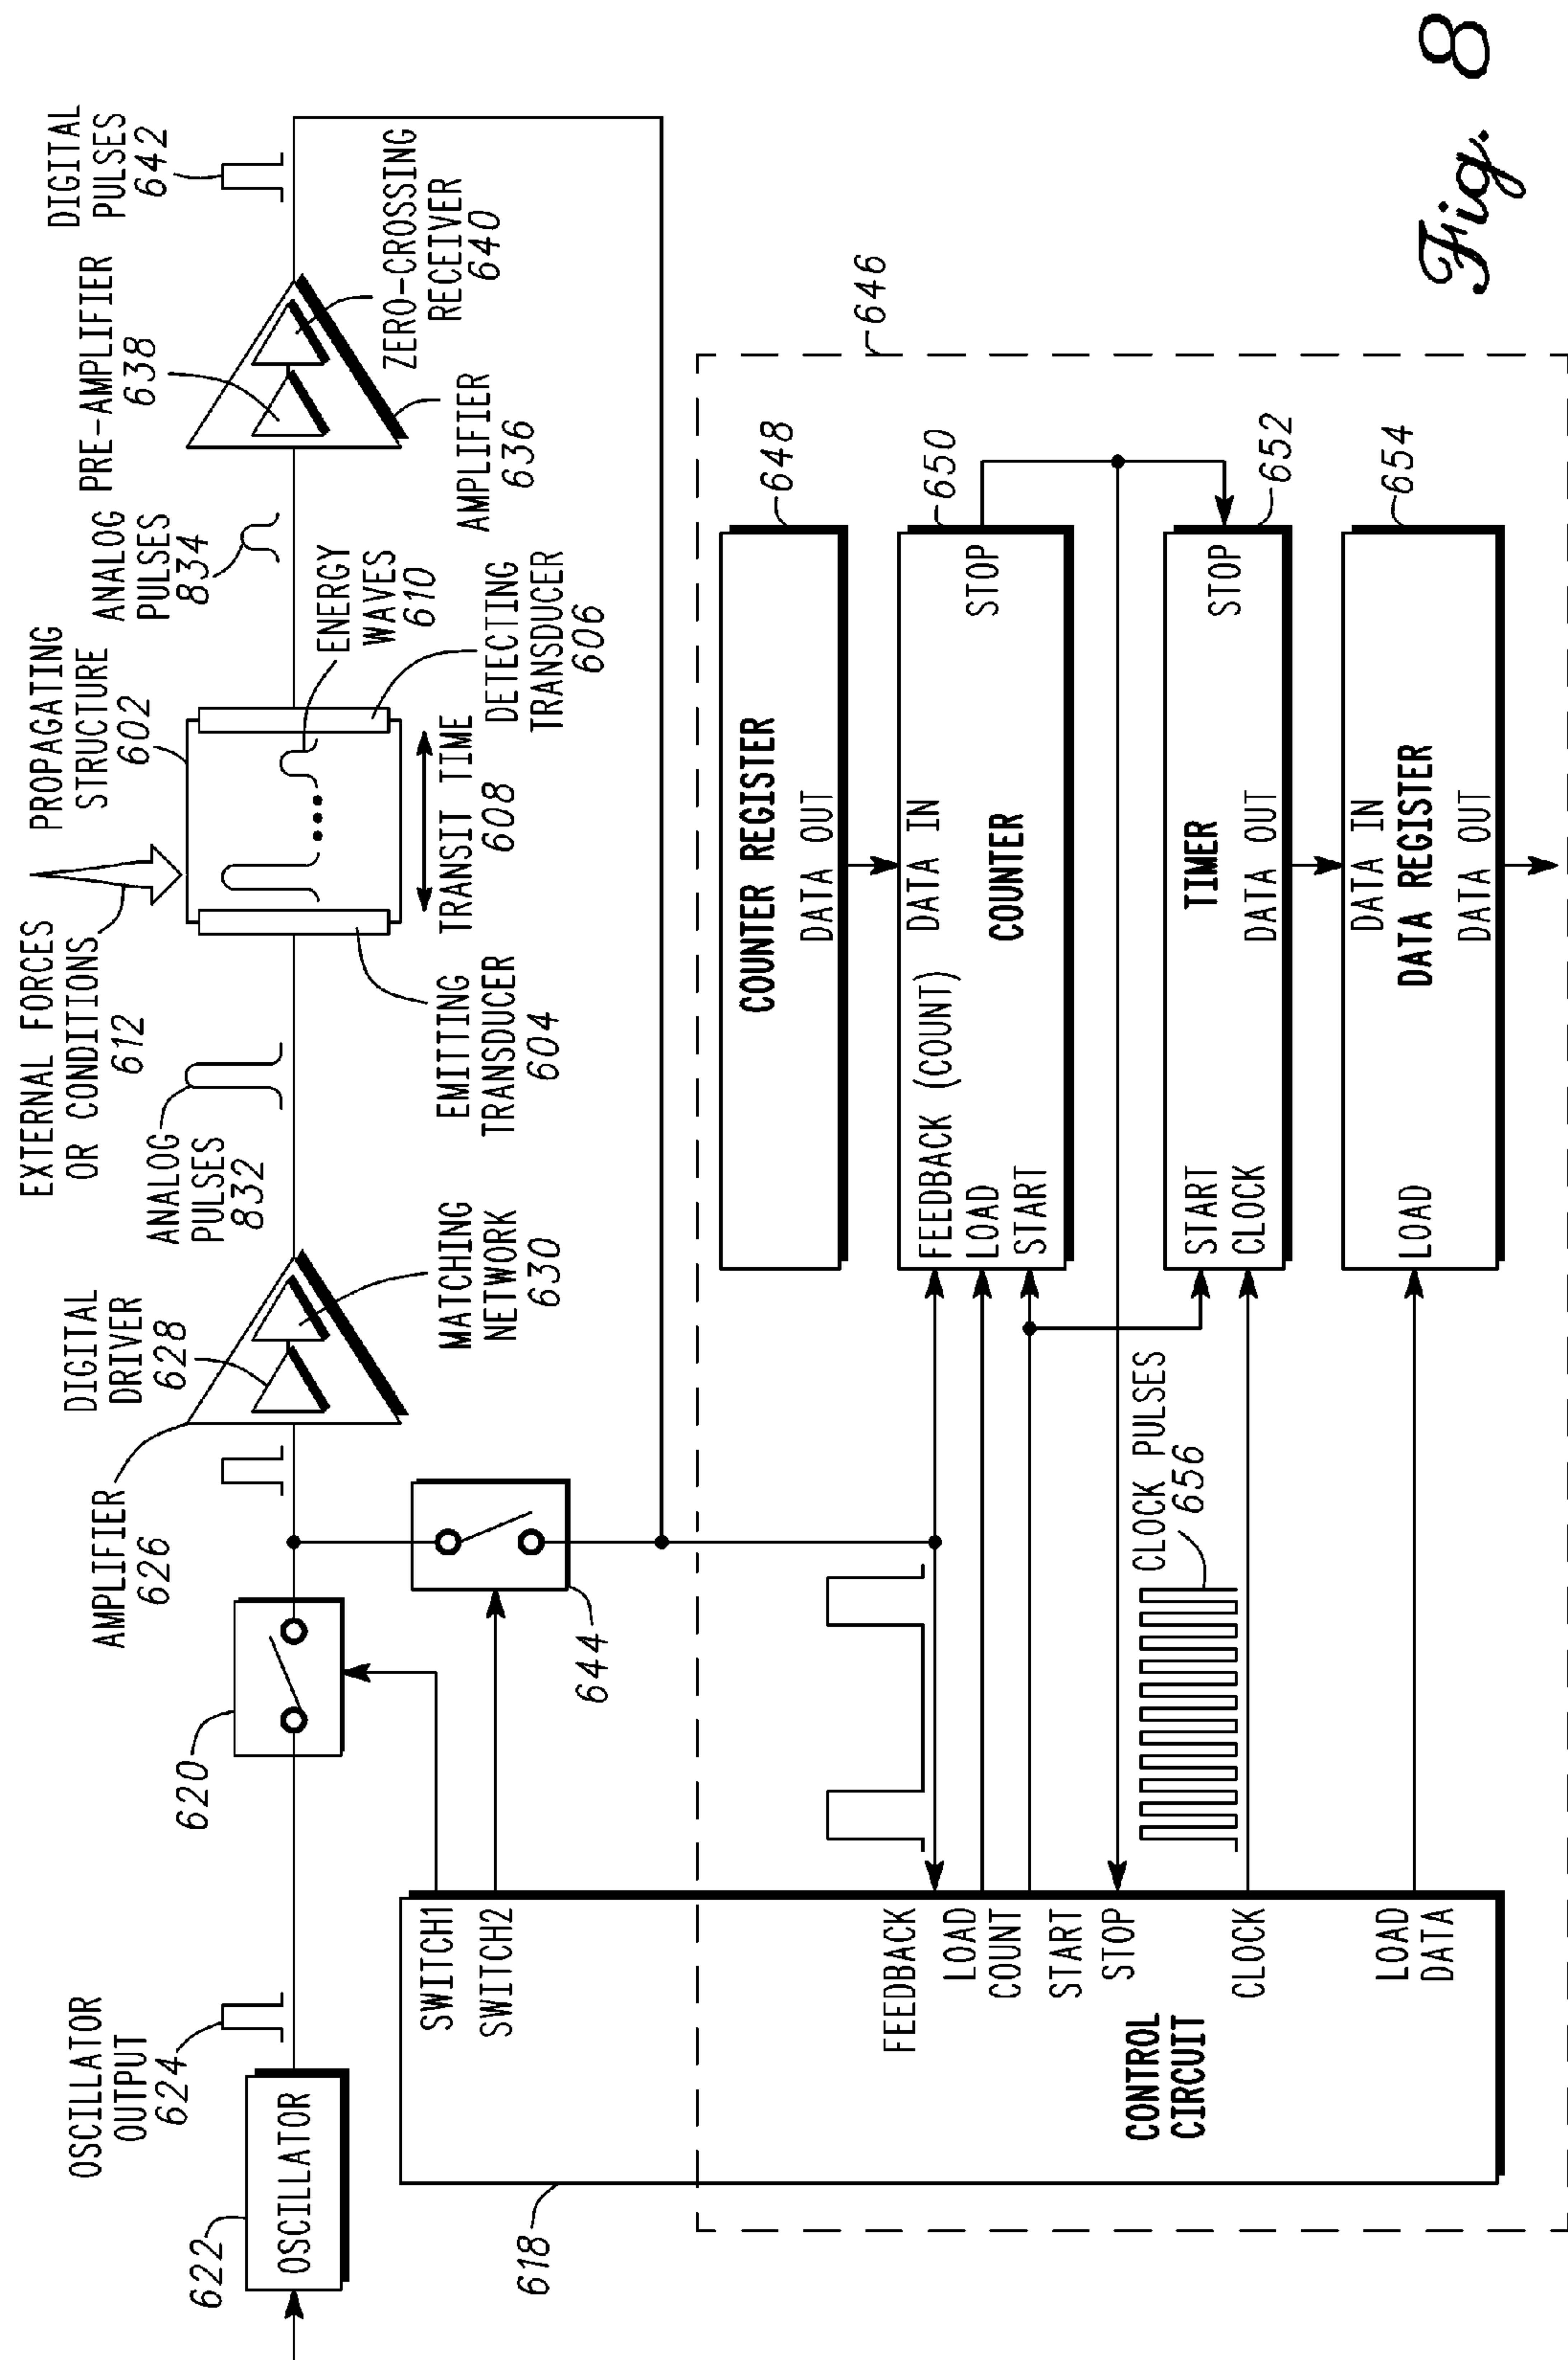 EXTERNAL FORCES
OR CONDITIONS
612
PROPAGATING
STRUCTURE
602
OSCILLATOR
OUTPUT
624
622
OSCILLATOR
620
AMPLIFIER
626
DIGITAL
DRIVER
628
MATCHING
NETWORK
630
ANALOG
PULSES
832
EMITTING
TRANSDUCER
604
TRANSIT TIME
608
ENERGY
WAVES
610
DETECTING
TRANSDUCER
606
ANALOG
PULSES
834
PRE-AMPLIFIER
638
AMPLIFIER
636
ZERO-CROSSING
RECEIVER
640
DIGITAL
PULSES
642
644
646
618
SWITCH1
SWITCH2
FEEDBACK
LOAD
COUNT
START
STOP
CLOCK
LOAD
DATA
CONTROL
CIRCUIT
CLOCK PULSES
656
COUNTER REGISTER
DATA OUT
648
FEEDBACK (COUNT)
LOAD
START
DATA IN
COUNTER
STOP
650
START
CLOCK
TIMER
DATA OUT
STOP
652
LOAD
DATA IN
DATA REGISTER
DATA OUT
654
Fig. 8